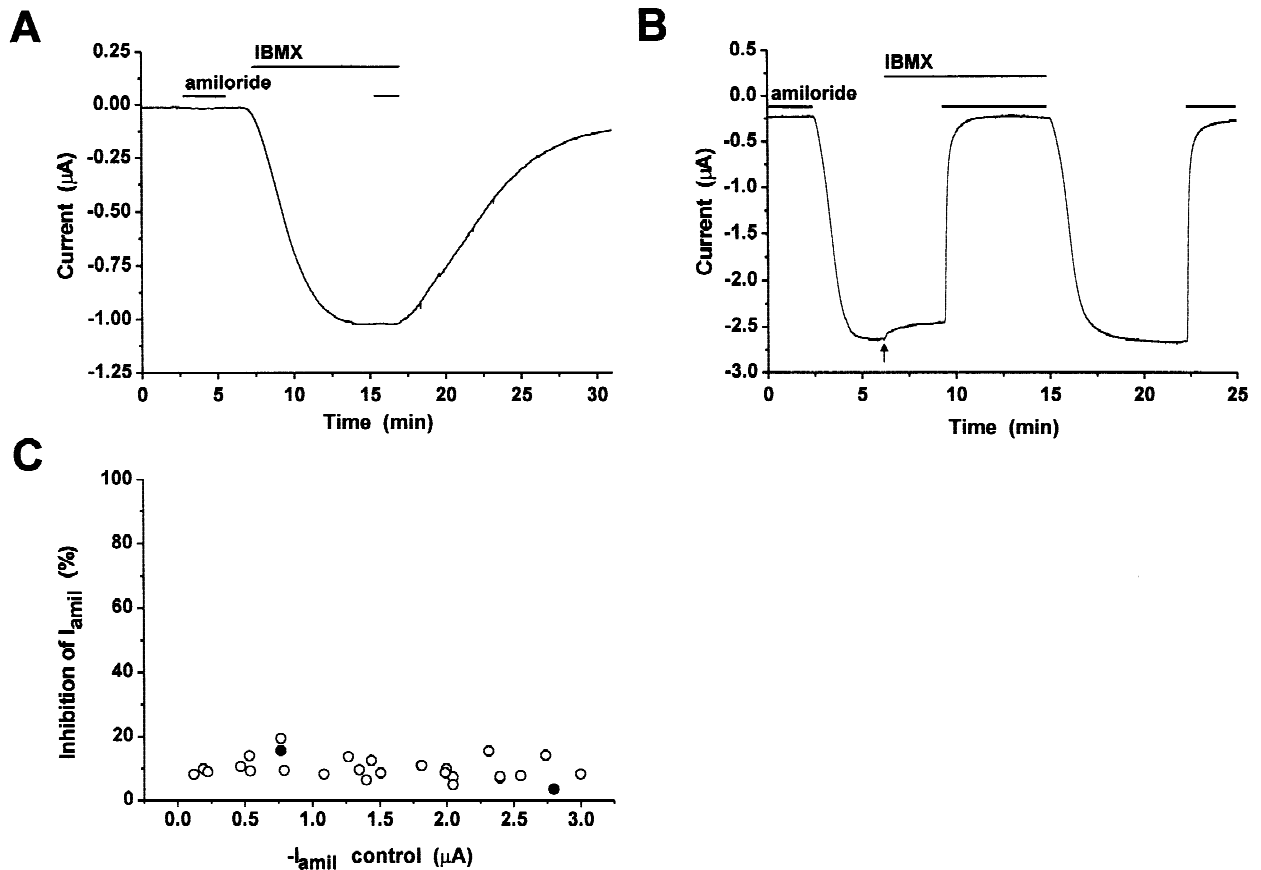 A
IBMX
amiloride
0.25
0.00
-0.25
-0.50
-0.75
-1.00
-1.25
Current (μA)
0 5 10 15 20 25 30
Time (min)
B
IBMX
amiloride
0.5
0.0
-0.5
-1.0
-1.5
-2.0
-2.5
-3.0
Current (μA)
0 5 10 15 20 25
Time (min)
C
100
80
60
40
20
0
Inhibition of Iamil (%)
0.0 0.5 1.0 1.5 2.0 2.5 3.0
-Iamil control (μA)